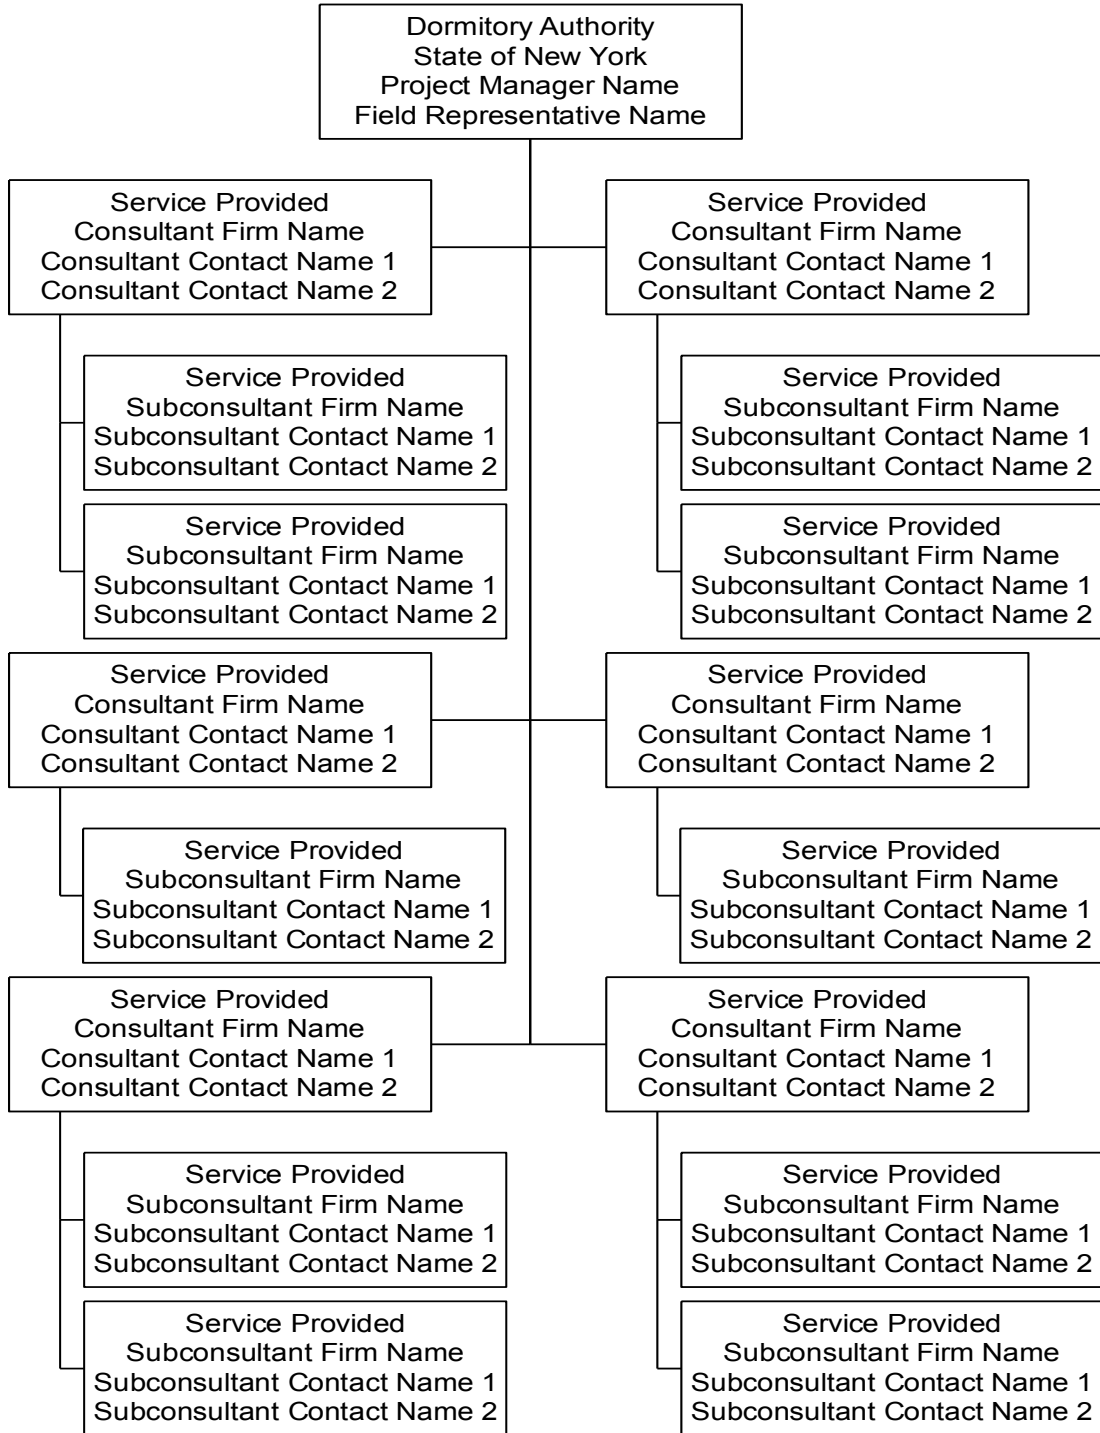 Dormitory Authority
State of New York
Project Manager Name
Field Representative Name
Service Provided
Consultant Firm Name
Consultant Contact Name 1
Consultant Contact Name 2
Service Provided
Subconsultant Firm Name
Subconsultant Contact Name 1
Subconsultant Contact Name 2
Service Provided
Subconsultant Firm Name
Subconsultant Contact Name 1
Subconsultant Contact Name 2
Service Provided
Consultant Firm Name
Consultant Contact Name 1
Consultant Contact Name 2
Service Provided
Subconsultant Firm Name
Subconsultant Contact Name 1
Subconsultant Contact Name 2
Service Provided
Subconsultant Firm Name
Subconsultant Contact Name 1
Subconsultant Contact Name 2
Service Provided
Consultant Firm Name
Consultant Contact Name 1
Consultant Contact Name 2
Service Provided
Subconsultant Firm Name
Subconsultant Contact Name 1
Subconsultant Contact Name 2
Service Provided
Consultant Firm Name
Consultant Contact Name 1
Consultant Contact Name 2
Service Provided
Subconsultant Firm Name
Subconsultant Contact Name 1
Subconsultant Contact Name 2
Service Provided
Consultant Firm Name
Consultant Contact Name 1
Consultant Contact Name 2
Service Provided
Subconsultant Firm Name
Subconsultant Contact Name 1
Subconsultant Contact Name 2
Service Provided
Subconsultant Firm Name
Subconsultant Contact Name 1
Subconsultant Contact Name 2
Service Provided
Consultant Firm Name
Consultant Contact Name 1
Consultant Contact Name 2
Service Provided
Subconsultant Firm Name
Subconsultant Contact Name 1
Subconsultant Contact Name 2
Service Provided
Subconsultant Firm Name
Subconsultant Contact Name 1
Subconsultant Contact Name 2